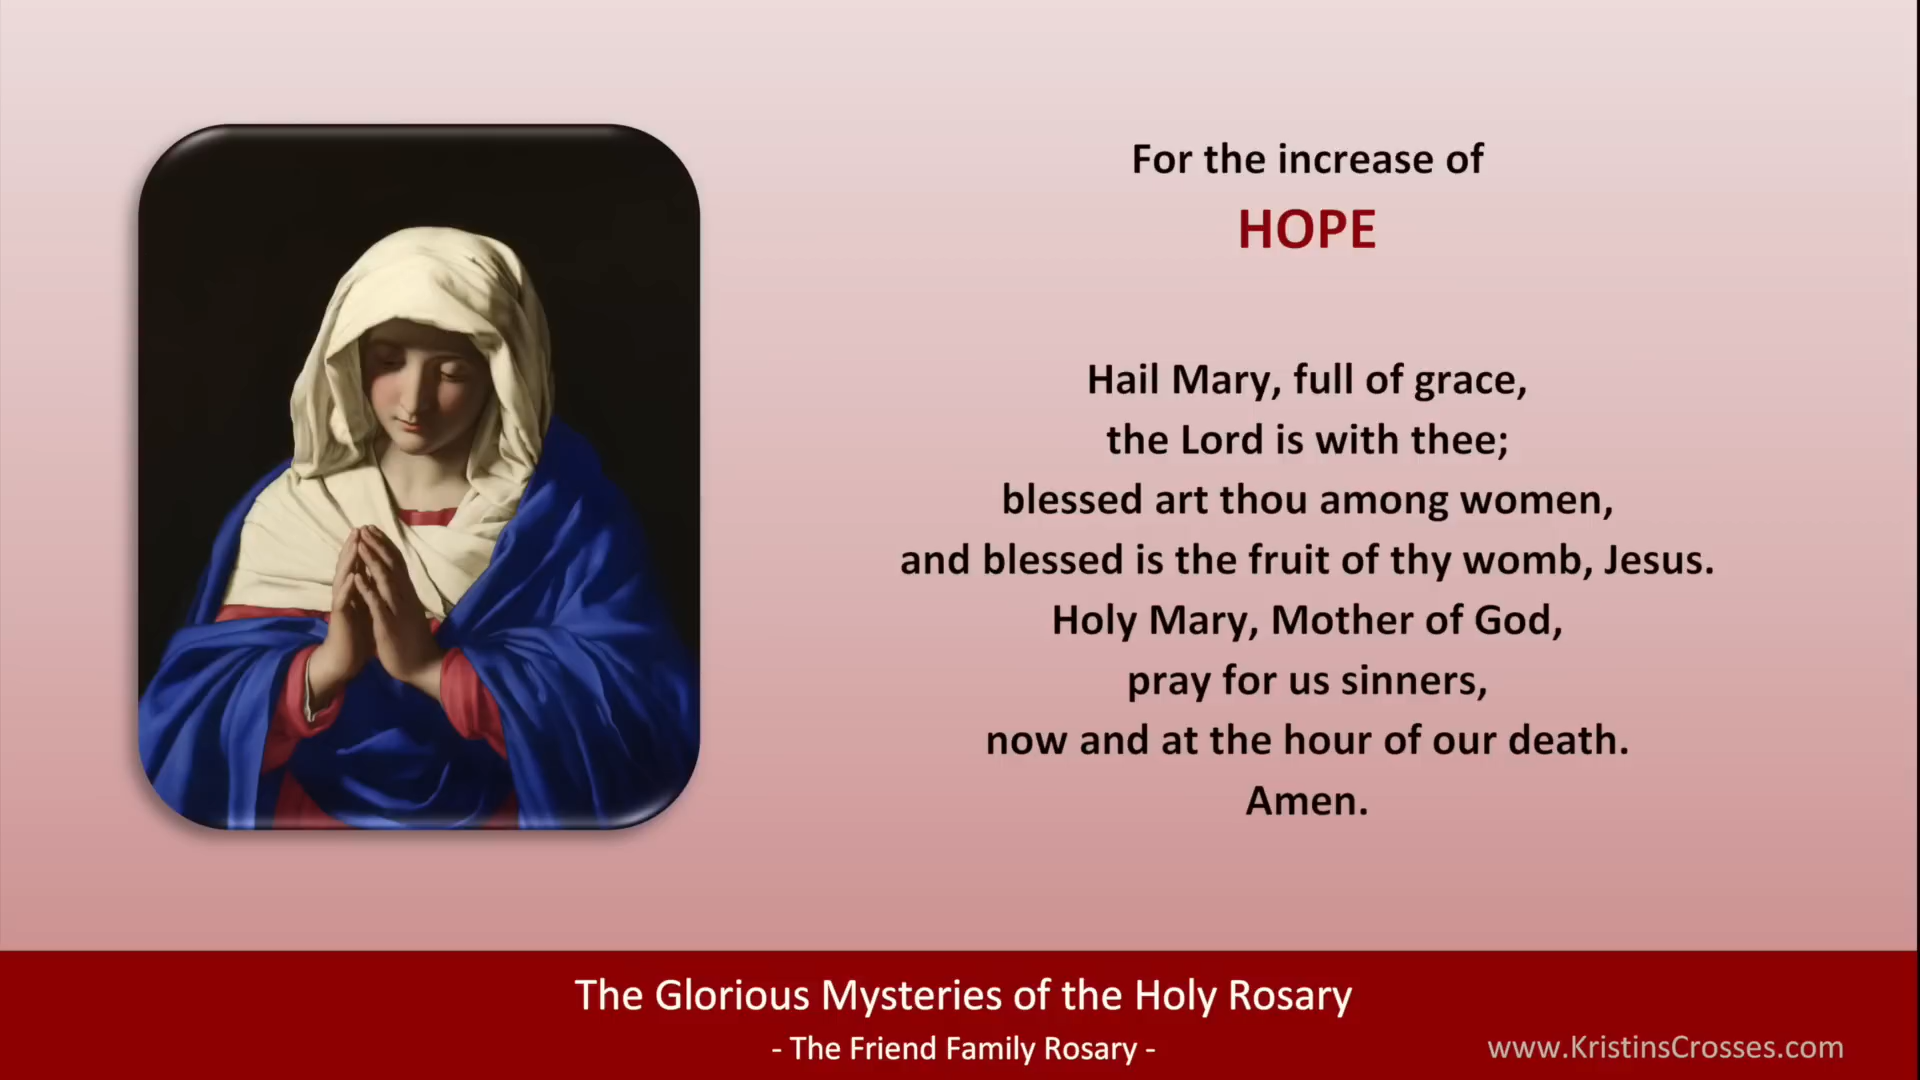 For the increase of
HOPE
Hail Mary, full of grace,
the Lord is with thee;
blessed art thou among women,
and blessed is the fruit of thy womb, Jesus.
Holy Mary, Mother of God,
pray for us sinners,
now and at the hour of our death.
Amen.
The Glorious Mysteries of the Holy Rosary
- The Friend Family Rosary -
www.KristinsCrosses.com